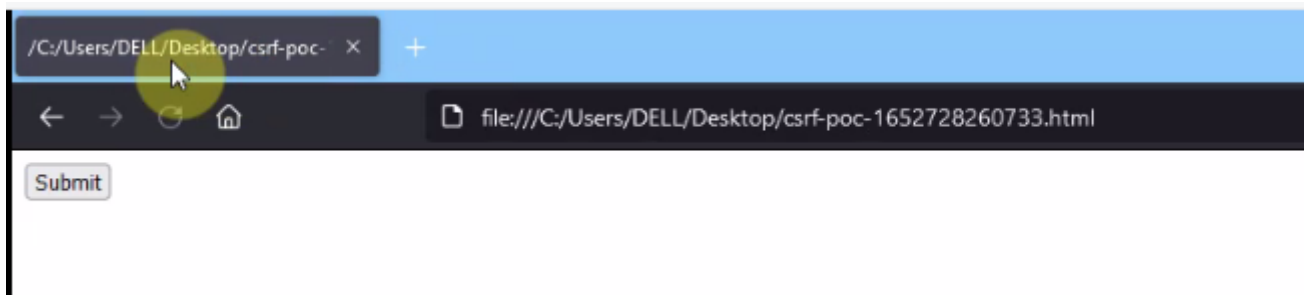 /C:/Users/DELL/Desktop/csrf-poc-
file:///C:/Users/DELL/Desktop/csrf-poc-1652728260733.html
Submit